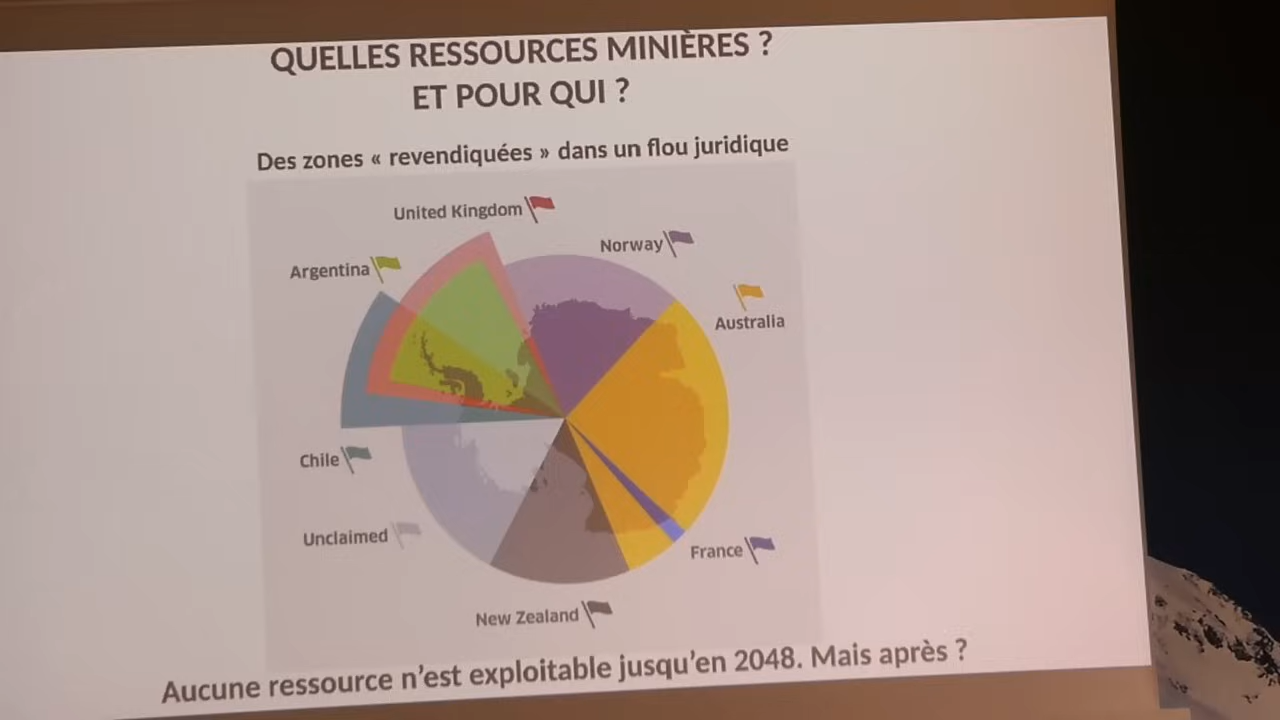 QUELLES RESSOURCES MINIÈRES ?
ET POUR QUI ?
Des zones « revendiquées » dans un flou juridique
United Kingdom
Norway
Argentina
Australia
Chile
Unclaimed
France
New Zealand
Aucune ressource n'est exploitable jusqu'en 2048. Mais après ?